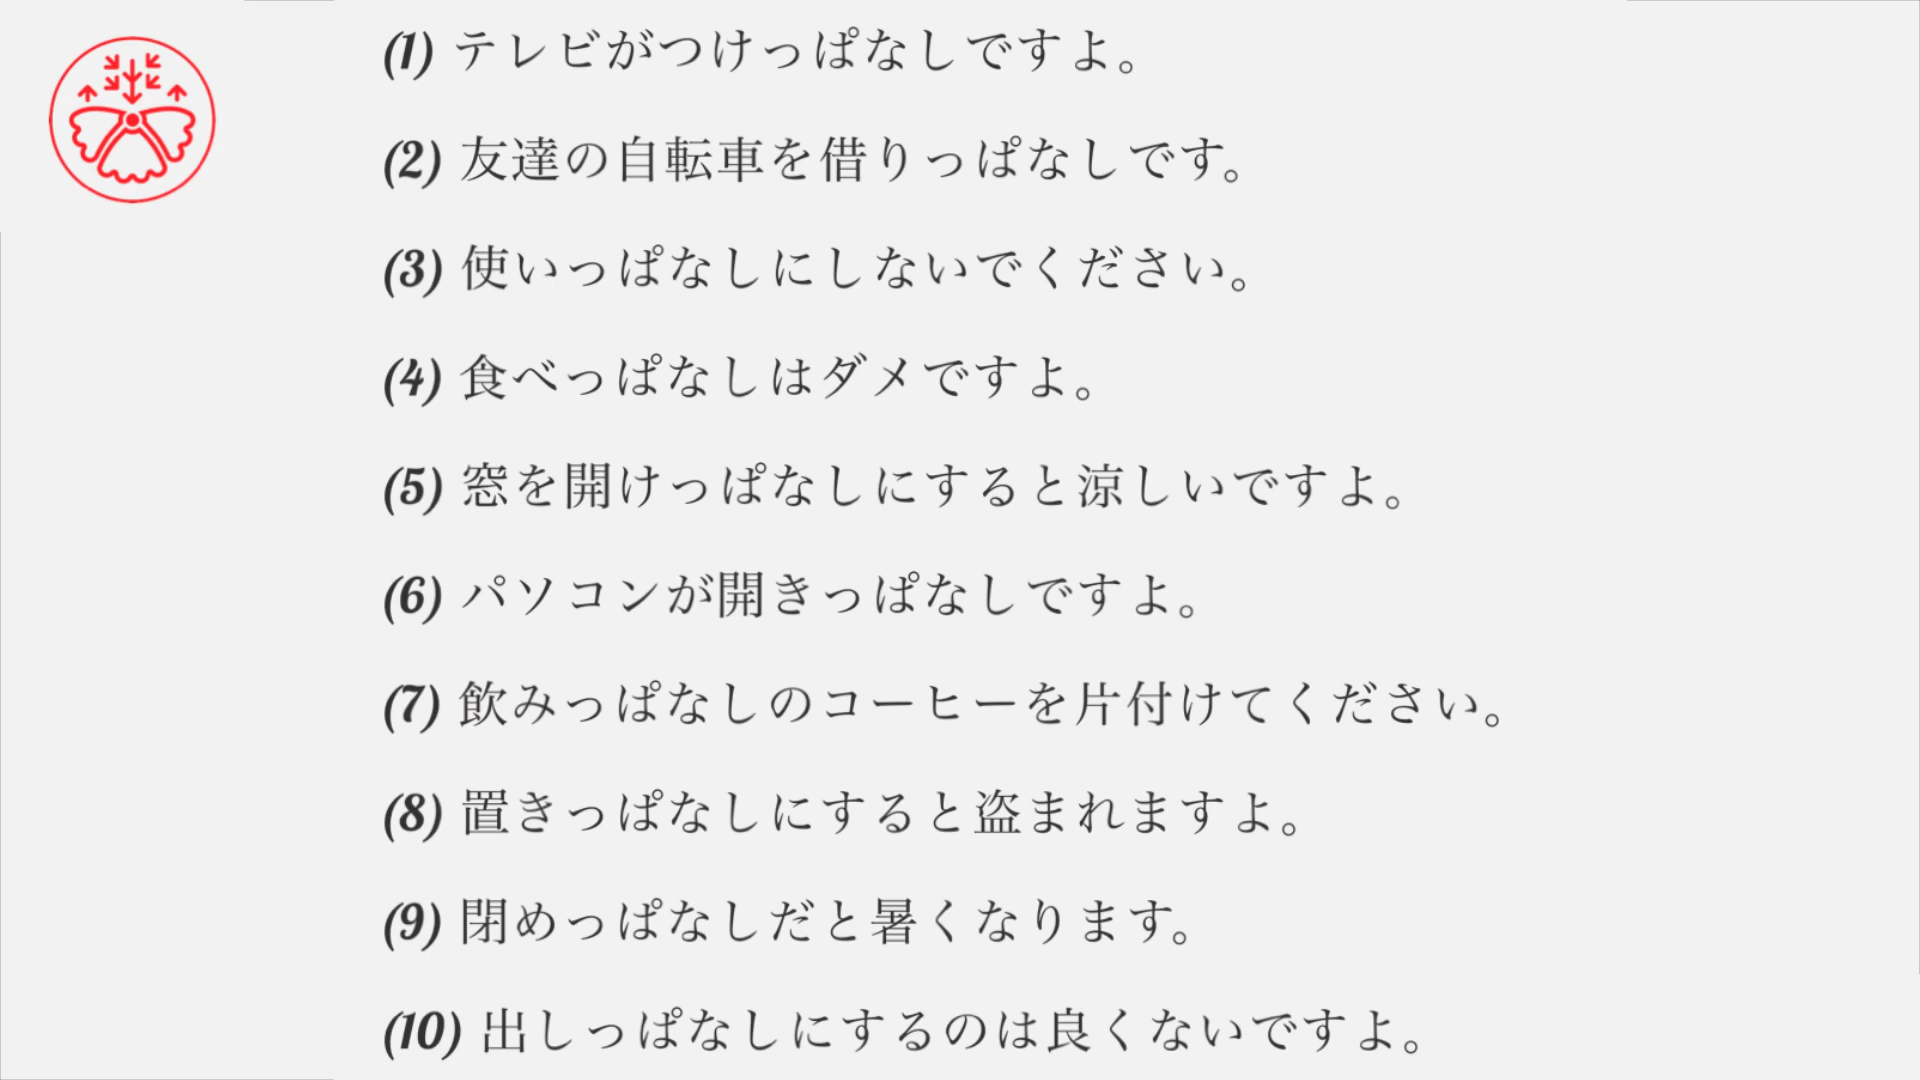 (1) テレビがつけっぱなしですよ。
(2) 友達の自転車を借りっぱなしです。
(3) 使いっぱなしにしないでください。
(4) 食べっぱなしはダメですよ。
(5) 窓を開けっぱなしにすると涼しいですよ。
(6) パソコンが開きっぱなしですよ。
(7) 飲みっぱなしのコーヒーを片付けてください。
(8) 置きっぱなしにすると盗まれますよ。
(9) 閉めっぱなしだと暑くなります。
(10) 出しっぱなしにするのは良くないですよ。